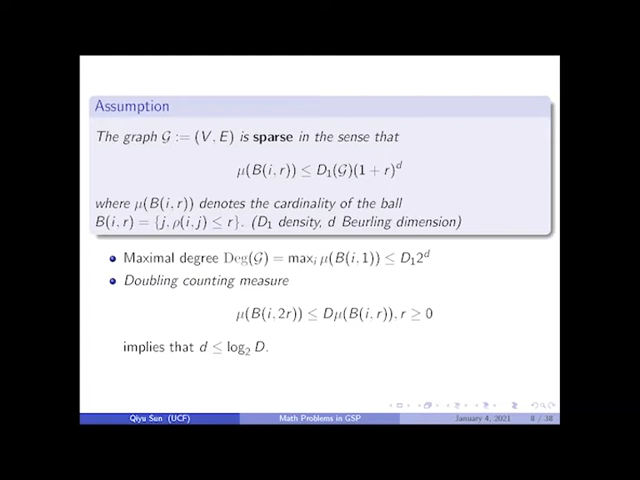 Assumption
The graph 𝒢 := (V, E) is sparse in the sense that
μ(B(i, r)) ≤ D₁(𝒢)(1 + r)ᵈ
where μ(B(i, r)) denotes the cardinality of the ball
B(i, r) = {j, ρ(i, j) ≤ r}. (D₁ density, d Beurling dimension)
Maximal degree Deg(𝒢) = maxᵢ μ(B(i, 1)) ≤ D₁2ᵈ
Doubling counting measure
μ(B(i, 2r)) ≤ Dμ(B(i, r)), r ≥ 0
implies that d ≤ log₂ D.
Qiyu Sun (UCF) Math Problems in GSP January 4, 2021 8 / 38